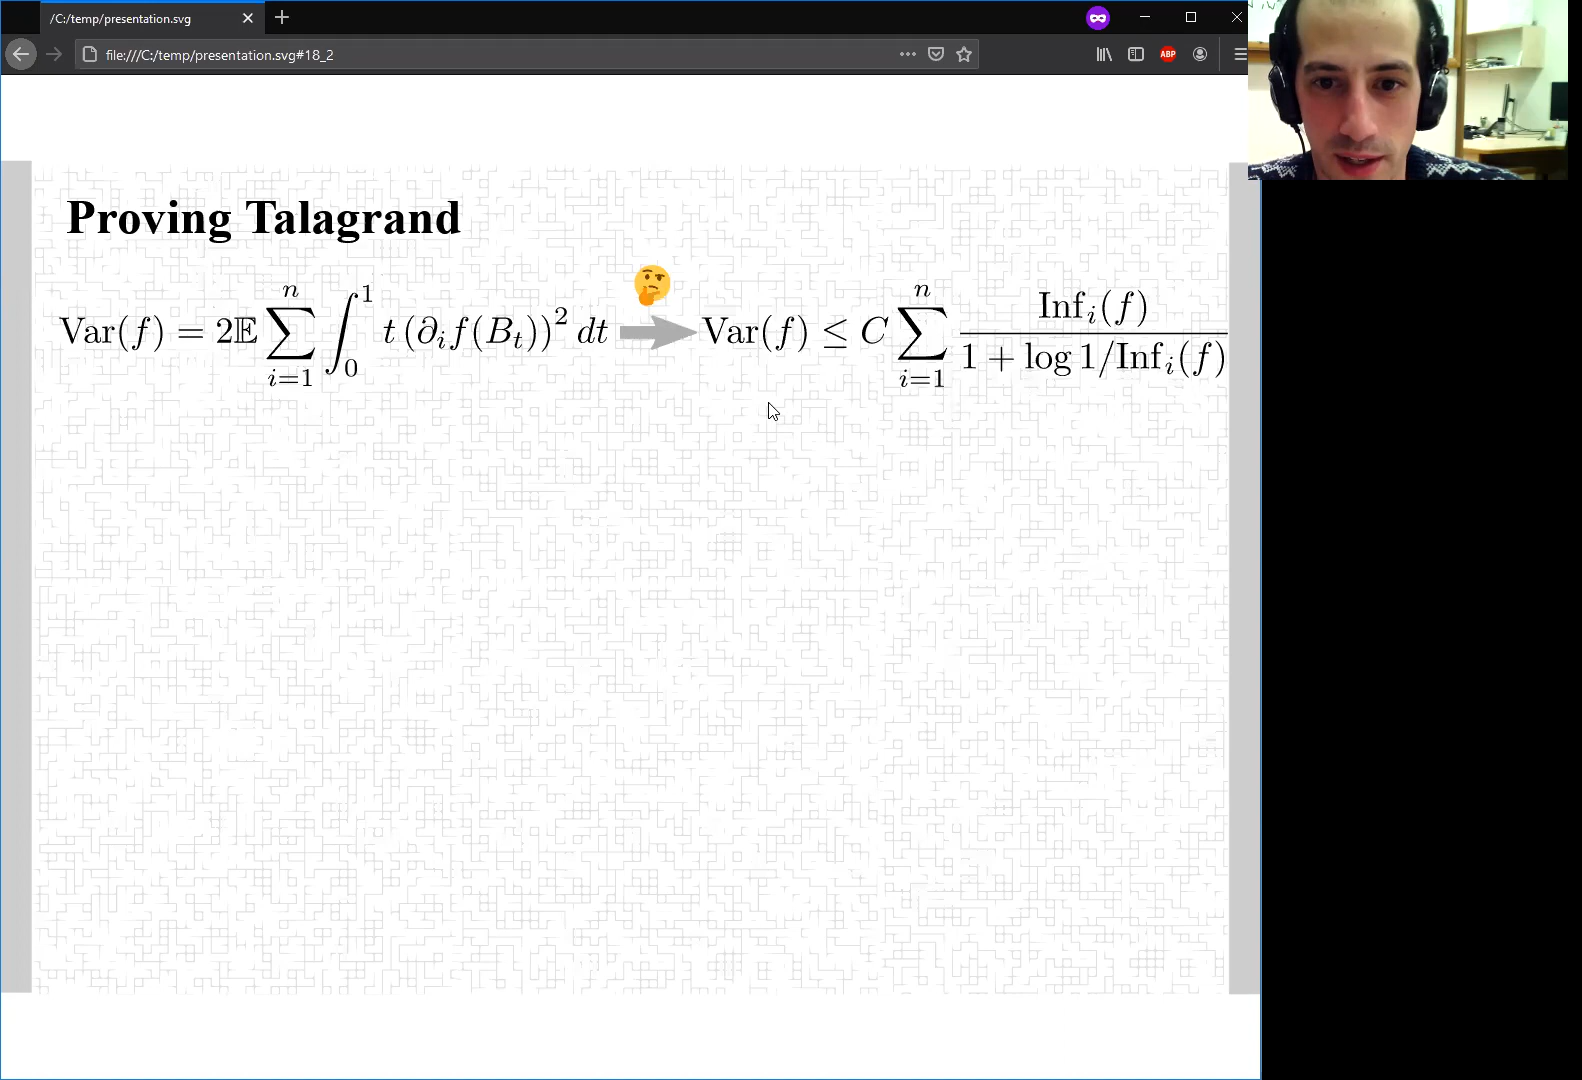 /C:/temp/presentation.svg
file:///C:/temp/presentation.svg#18_2
ABP
Proving Talagrand
Var(f) = 2𝔼 ∑_{i=1}^{n} ∫_0^1 t (∂_i f(B_t))^2 dt Var(f) ≤ C ∑_{i=1}^{n} Inf_i(f) / (1 + log 1/Inf_i(f))